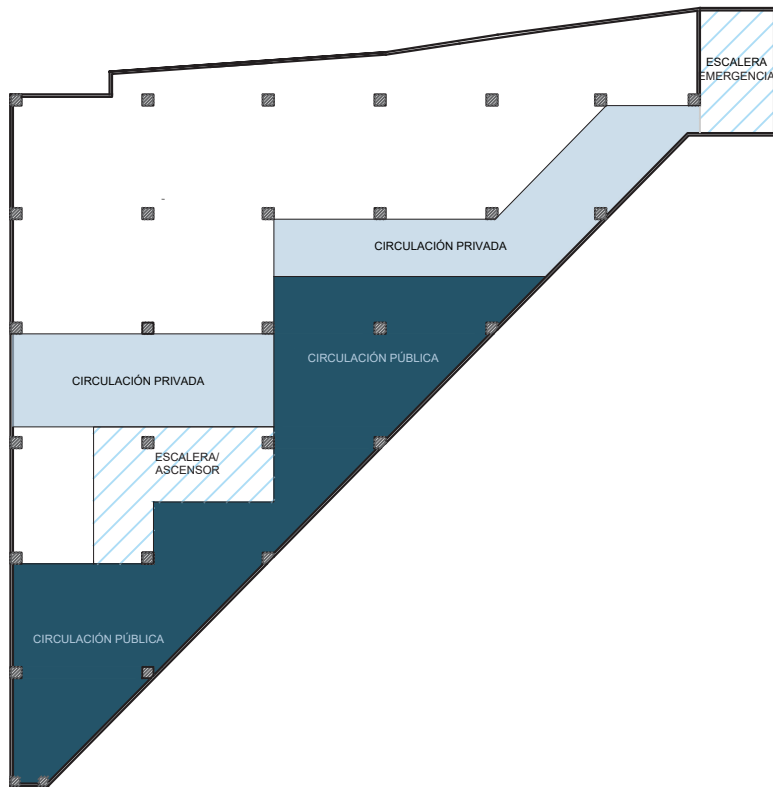 ESCALERA
EMERGENCIA
CIRCULACIÓN PRIVADA
CIRCULACIÓN PÚBLICA
CIRCULACIÓN PRIVADA
ESCALERA/
ASCENSOR
CIRCULACIÓN PÚBLICA